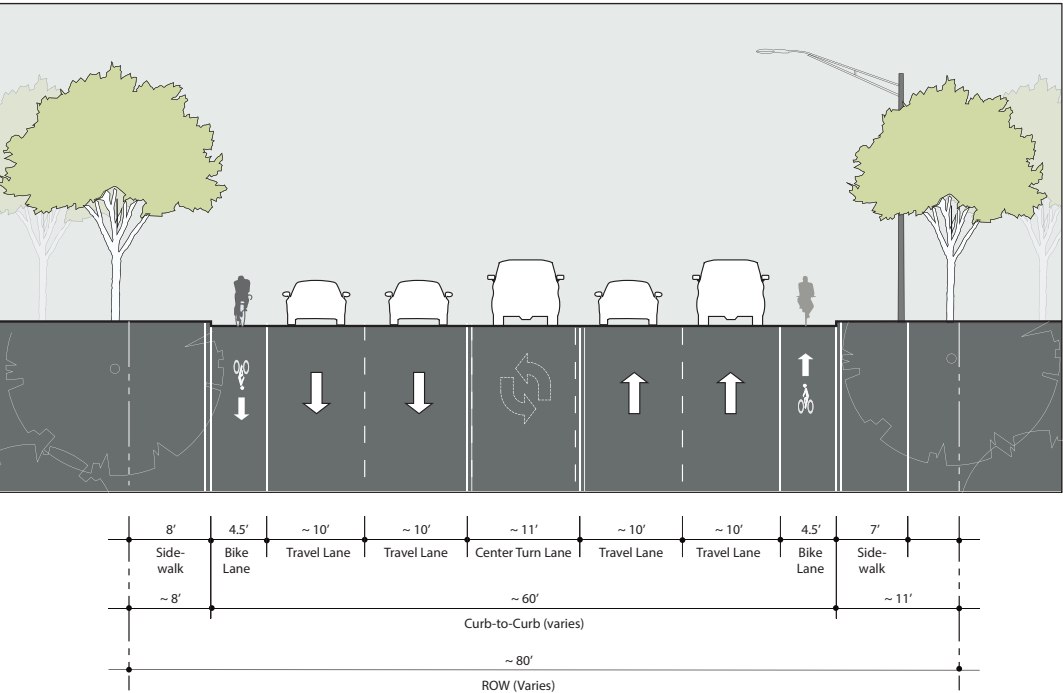 8’ 4.5’ ~ 10’ ~ 10’ ~ 11’ ~ 10’ ~ 10’ 4.5’ 7’
Side- Bike Travel Lane Travel Lane Center Turn Lane Travel Lane Travel Lane Bike Side-
walk Lane Lane walk
~ 8’ ~ 60’ ~ 11’
Curb-to-Curb (varies)
~ 80’
ROW (Varies)